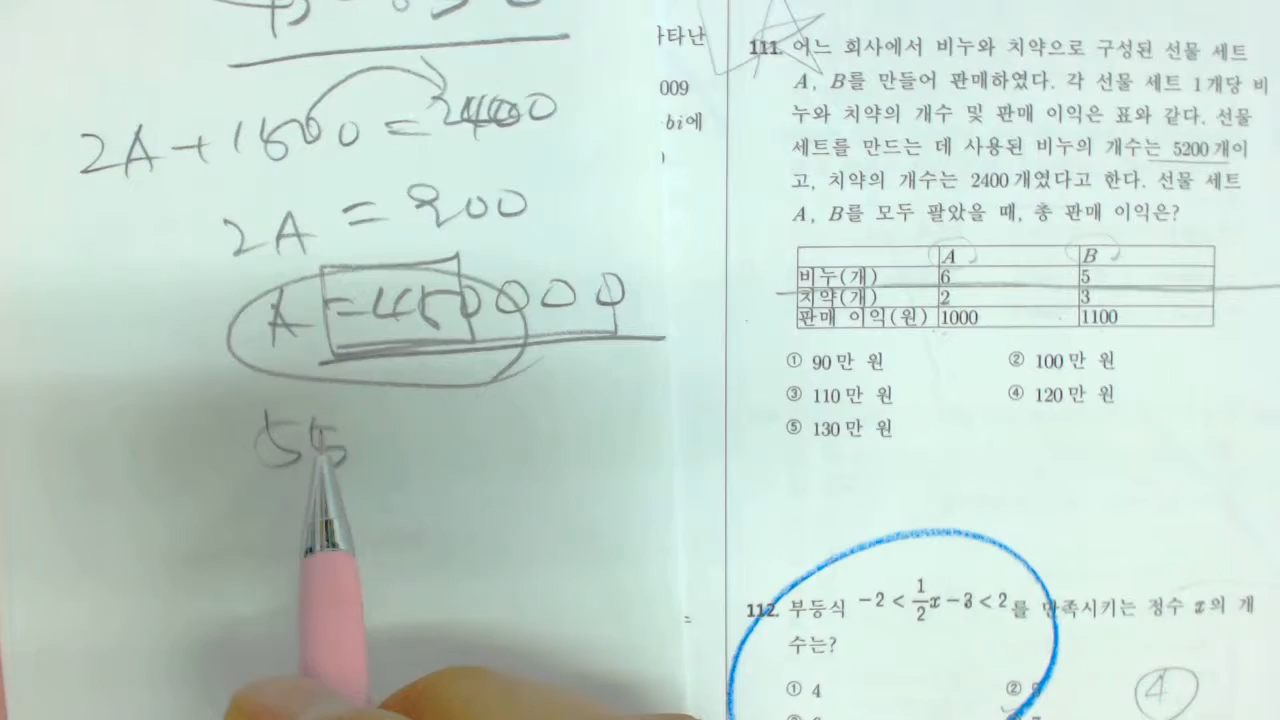 2A+1500=2400
2A=900
A=450000
55
타난
009
bi에
111. 어느 회사에서 비누와 치약으로 구성된 선물 세트
A, B를 만들어 판매하였다. 각 선물 세트 1개당 비
누와 치약의 개수 및 판매 이익은 표와 같다. 선물
세트를 만드는 데 사용된 비누의 개수는 5200개이
고, 치약의 개수는 2400개였다고 한다. 선물 세트
A, B를 모두 팔았을 때, 총 판매 이익은?
A B
비누(개) 6 5
치약(개) 2 3
판매 이익(원) 1000 1100
① 90만 원 ② 100만 원
③ 110만 원 ④ 120만 원
⑤ 130만 원
112. 부등식 -2<\frac{1}{2}x-3<2를 만족시키는 정수 x의 개
수는?
① 4 ②
4